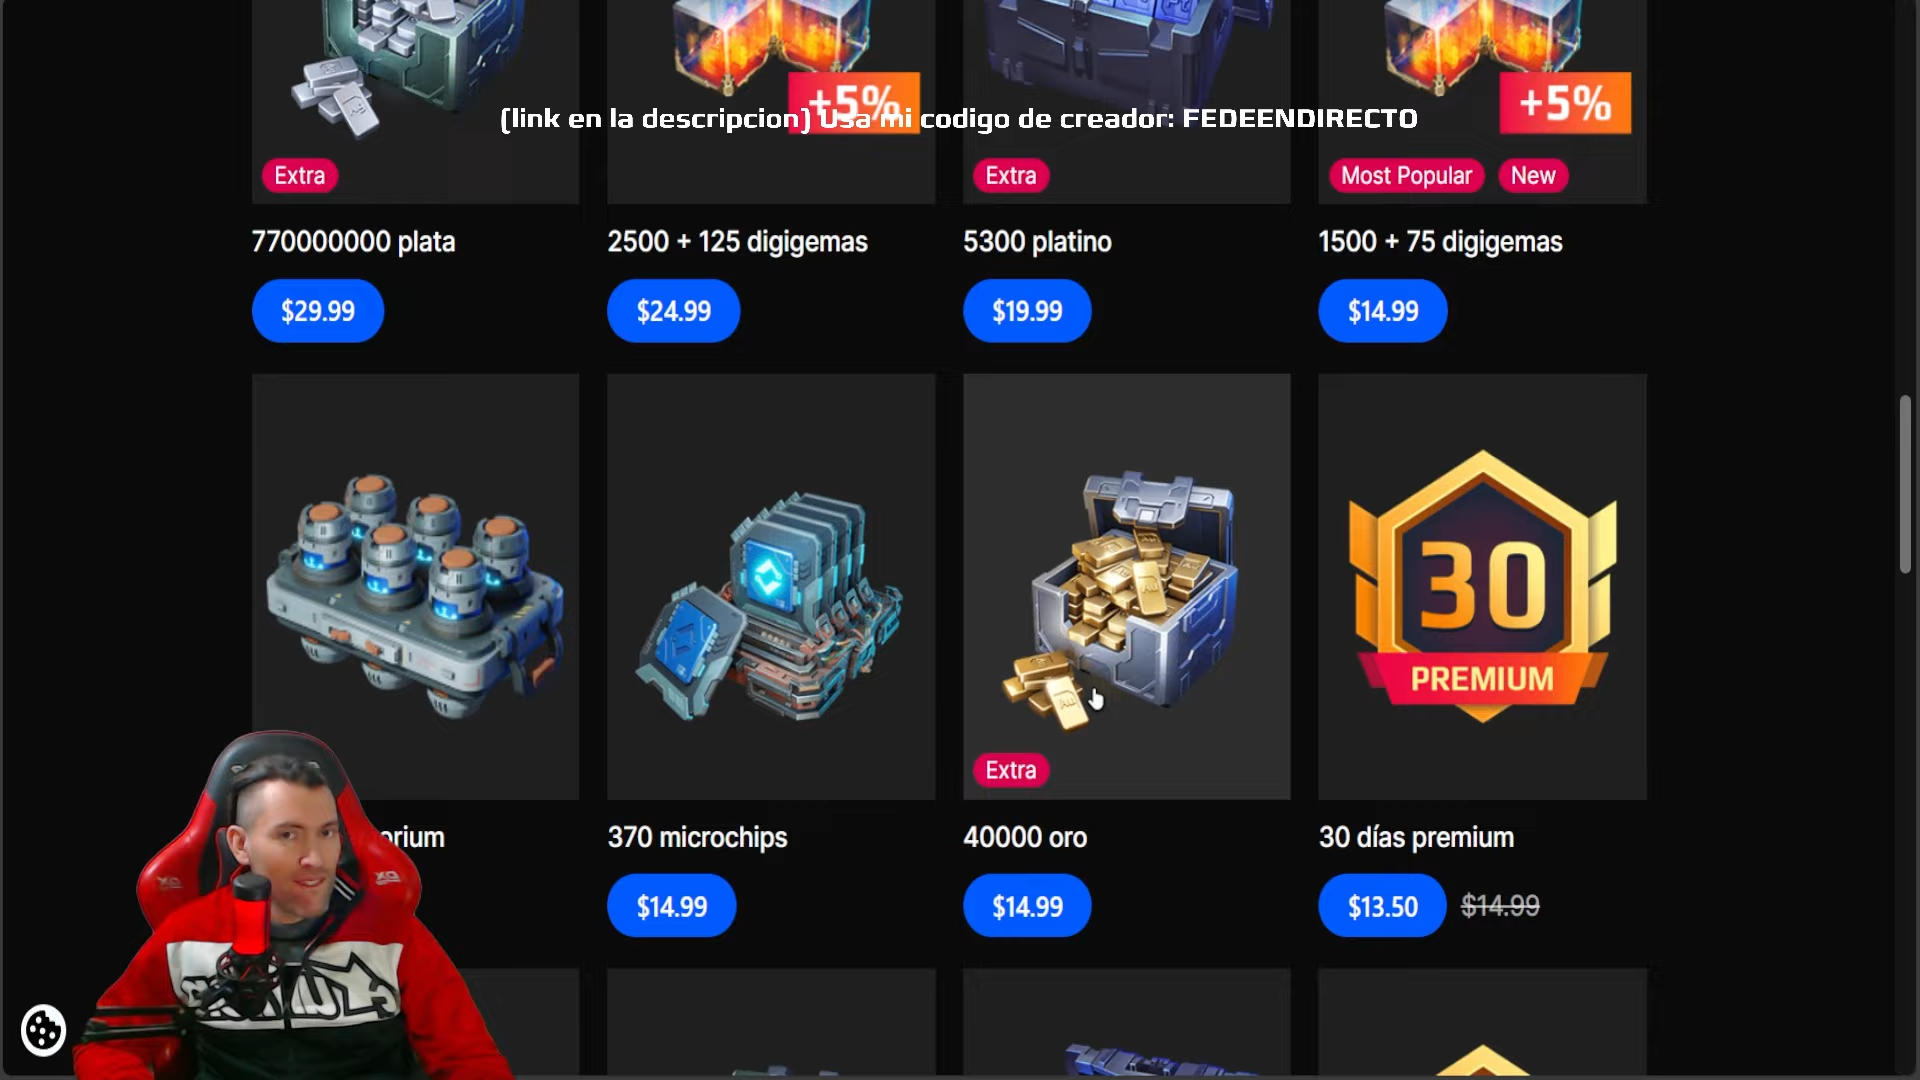 +5%
+5%
(link en la descripcion) Usa mi codigo de creador: FEDEENDIRECTO
Extra
Extra
Most Popular
New
770000000 plata
2500 + 125 digigemas
5300 platino
1500 + 75 digigemas
$29.99
$24.99
$19.99
$14.99
30
PREMIUM
Extra
370 microchips
40000 oro
30 días premium
$14.99
$14.99
$13.50
$14.99